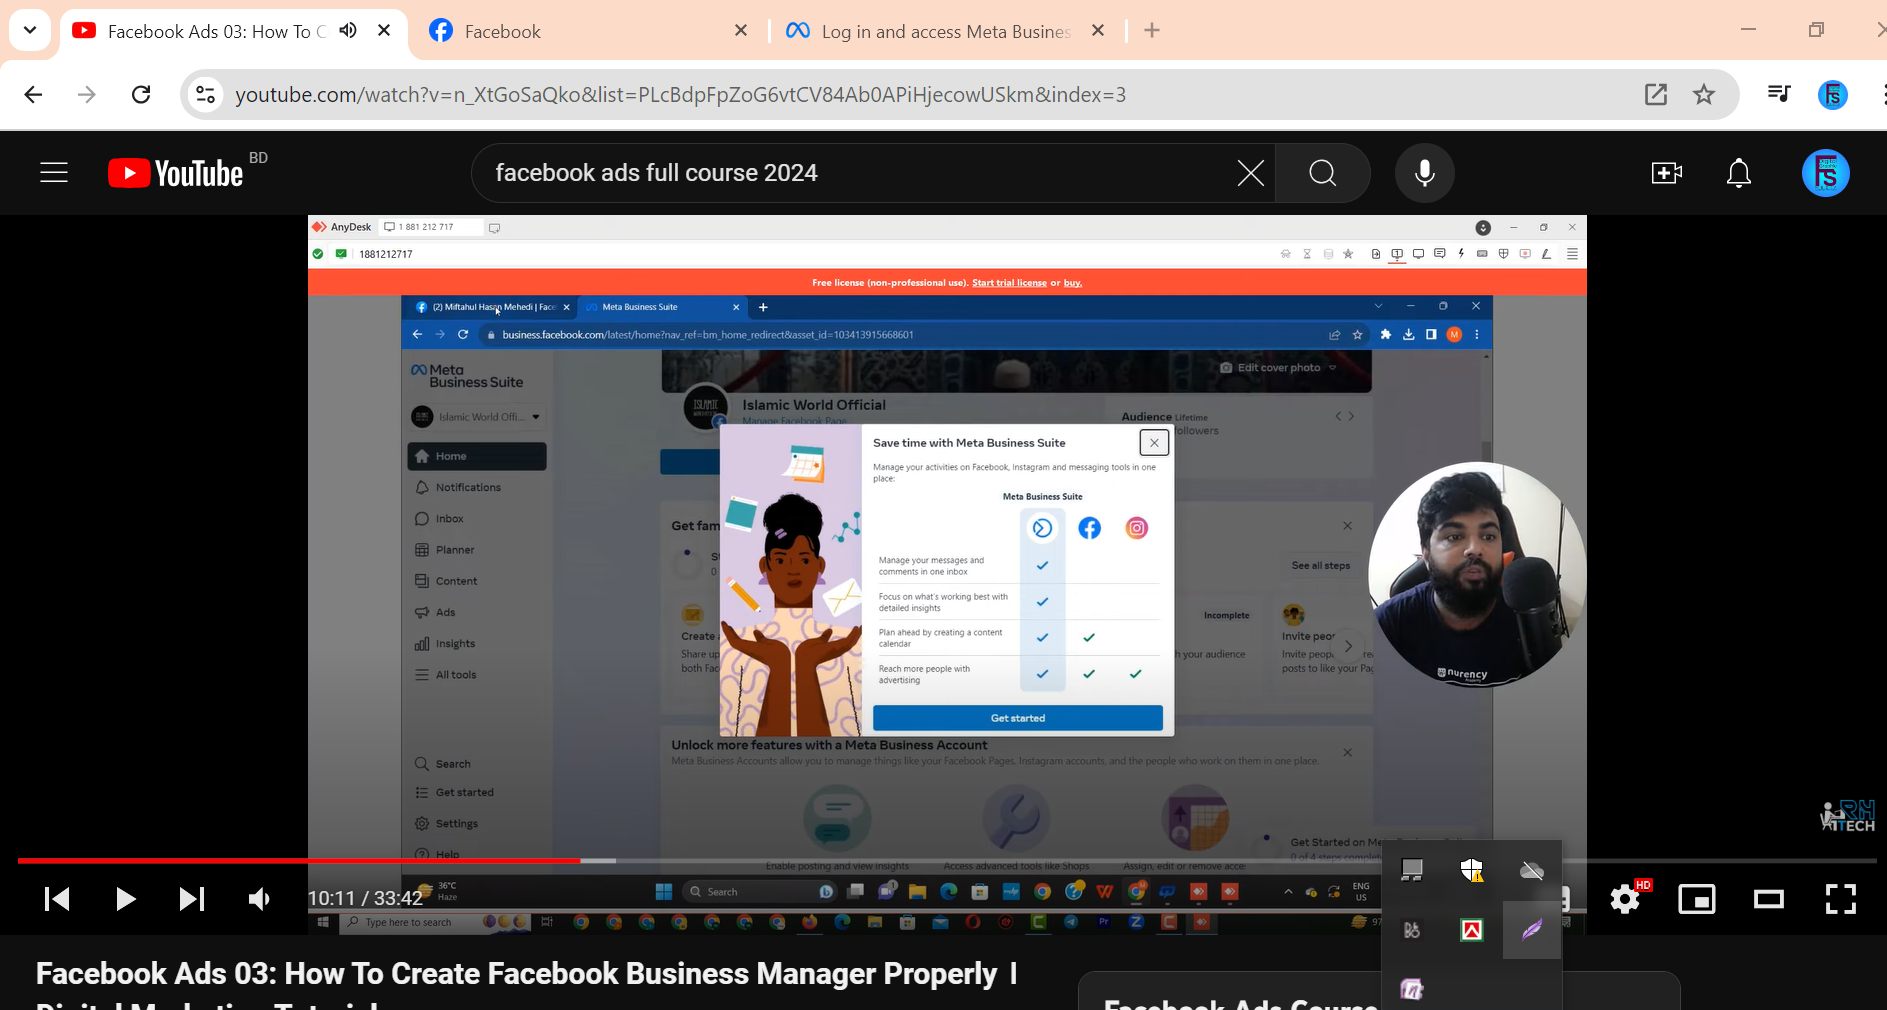 Facebook Ads 03: How To C
Facebook
Log in and access Meta Busines
youtube.com/watch?v=n_XtGoSaQko&list=PLcBdpFpZoG6vtCV84Ab0APiHjecowUSkm&index=3
YouTube BD
facebook ads full course 2024
AnyDesk
1 881 212 717
1881212717
Free license (non-professional use). Start trial license or buy.
(2) Miftahul Hasan Mehedi | Face
Meta Business Suite
business.facebook.com/latest/home?nav_ref=bm_home_redirect&asset_id=103413915668601
M
Meta
Business Suite
Edit cover photo
Islamic World Offi...
Islamic World Official
Manage Facebook Page
Audience Lifetime
followers
Home
Notifications
Inbox
Planner
Content
Ads
Insights
All tools
Search
Get started
Settings
Help
Save time with Meta Business Suite
Manage your activities on Facebook, Instagram and messaging tools in one
place:
Meta Business Suite
Manage your messages and
comments in one inbox
Focus on what's working best with
detailed insights
Plan ahead by creating a content
calendar
Reach more people with
advertising
Get started
Get fam
See all steps
Incomplete
Create
Share up
both Fac
h your audience
Invite peop
Invite peop
posts to like your Pag
nurency
Unlock more features with a Meta Business Account
Meta Business Accounts allow you to manage things like your Facebook Pages, Instagram accounts, and the people who work on them in one place.
Enable posting and view insights
Access advanced tools like Shops
Assign, edit or remove acce
Get Started on Me
0 of 4 steps complet
RH
TECH
10:11 / 33:42
36°C
Haze
Search
ENG
US
HD
Type here to search
97
Facebook Ads 03: How To Create Facebook Business Manager Properly I
Digital Marketing Tutorial
Facebook Ads Course